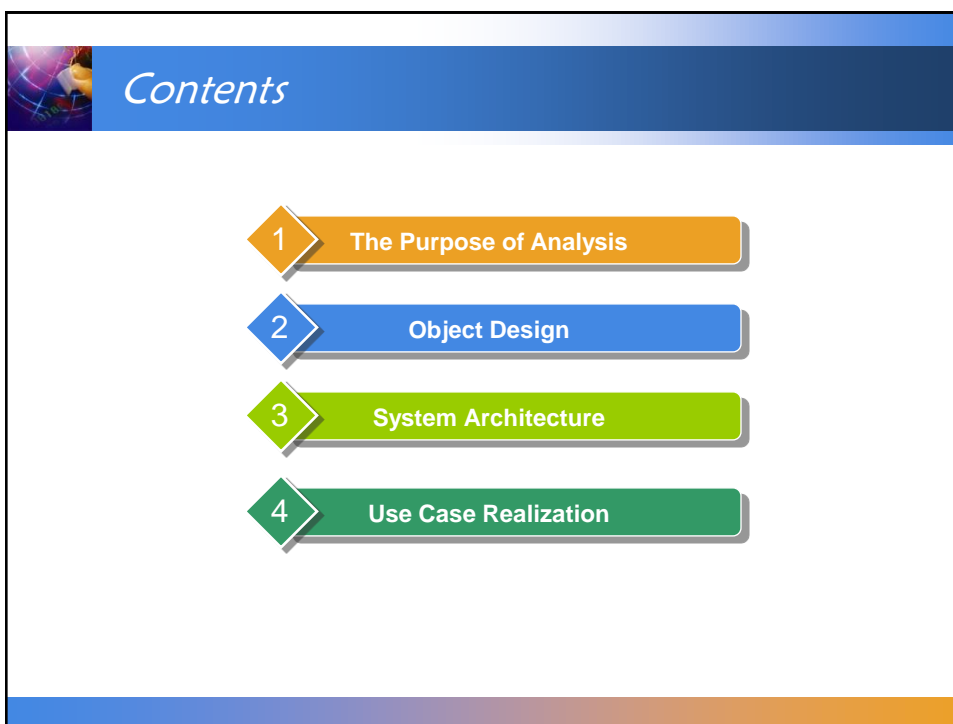 Contents
1 The Purpose of Analysis
2 Object Design
3 System Architecture
4 Use Case Realization